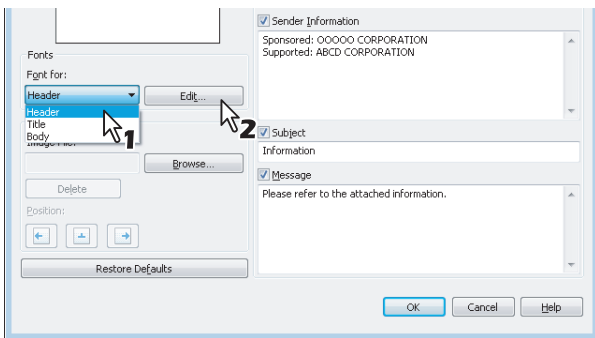 Fonts
Font for:
Header
Edit...
Header
Title
Body
1
2
Image File:
Browse...
Delete
Position:
Restore Defaults
Sender Information
Sponsored: OOOOO CORPORATION
Supported: ABCD CORPORATION
Subject
Information
Message
Please refer to the attached information.
OK
Cancel
Help